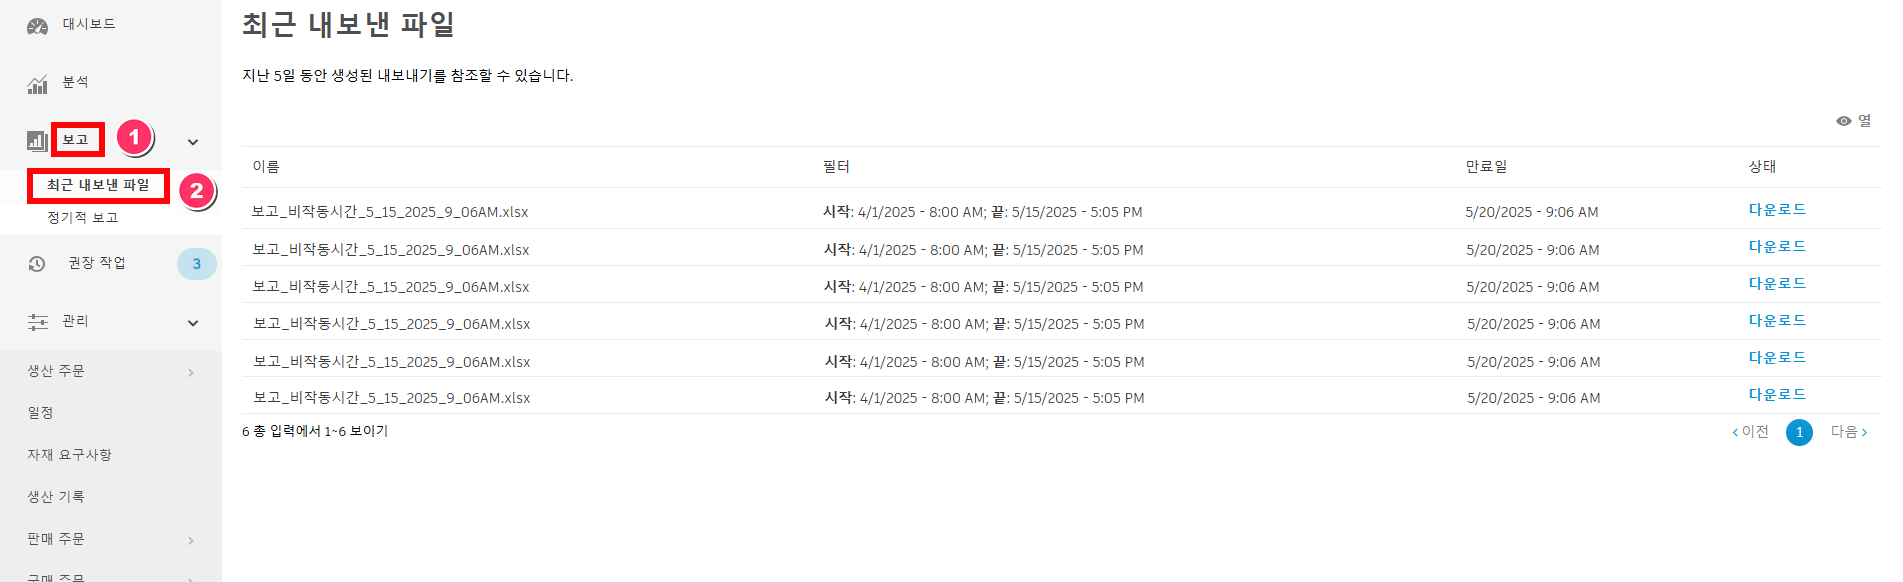 대시보드
분석
보고
1
최근 내보낸 파일
2
정기적 보고
권장 작업
3
관리
생산 주문
일정
자재 요구사항
생산 기록
판매 주문
구매 주문
최근 내보낸 파일
지난 5일 동안 생성된 내보내기를 참조할 수 있습니다.
열
이름 필터 만료일 상태
보고_비작동시간_5_15_2025_9_06AM.xlsx 시작: 4/1/2025 - 8:00 AM; 끝: 5/15/2025 - 5:05 PM 5/20/2025 - 9:06 AM 다운로드
보고_비작동시간_5_15_2025_9_06AM.xlsx 시작: 4/1/2025 - 8:00 AM; 끝: 5/15/2025 - 5:05 PM 5/20/2025 - 9:06 AM 다운로드
보고_비작동시간_5_15_2025_9_06AM.xlsx 시작: 4/1/2025 - 8:00 AM; 끝: 5/15/2025 - 5:05 PM 5/20/2025 - 9:06 AM 다운로드
보고_비작동시간_5_15_2025_9_06AM.xlsx 시작: 4/1/2025 - 8:00 AM; 끝: 5/15/2025 - 5:05 PM 5/20/2025 - 9:06 AM 다운로드
보고_비작동시간_5_15_2025_9_06AM.xlsx 시작: 4/1/2025 - 8:00 AM; 끝: 5/15/2025 - 5:05 PM 5/20/2025 - 9:06 AM 다운로드
보고_비작동시간_5_15_2025_9_06AM.xlsx 시작: 4/1/2025 - 8:00 AM; 끝: 5/15/2025 - 5:05 PM 5/20/2025 - 9:06 AM 다운로드
6 총 입력에서 1~6 보이기
‹ 이전 1 다음 ›